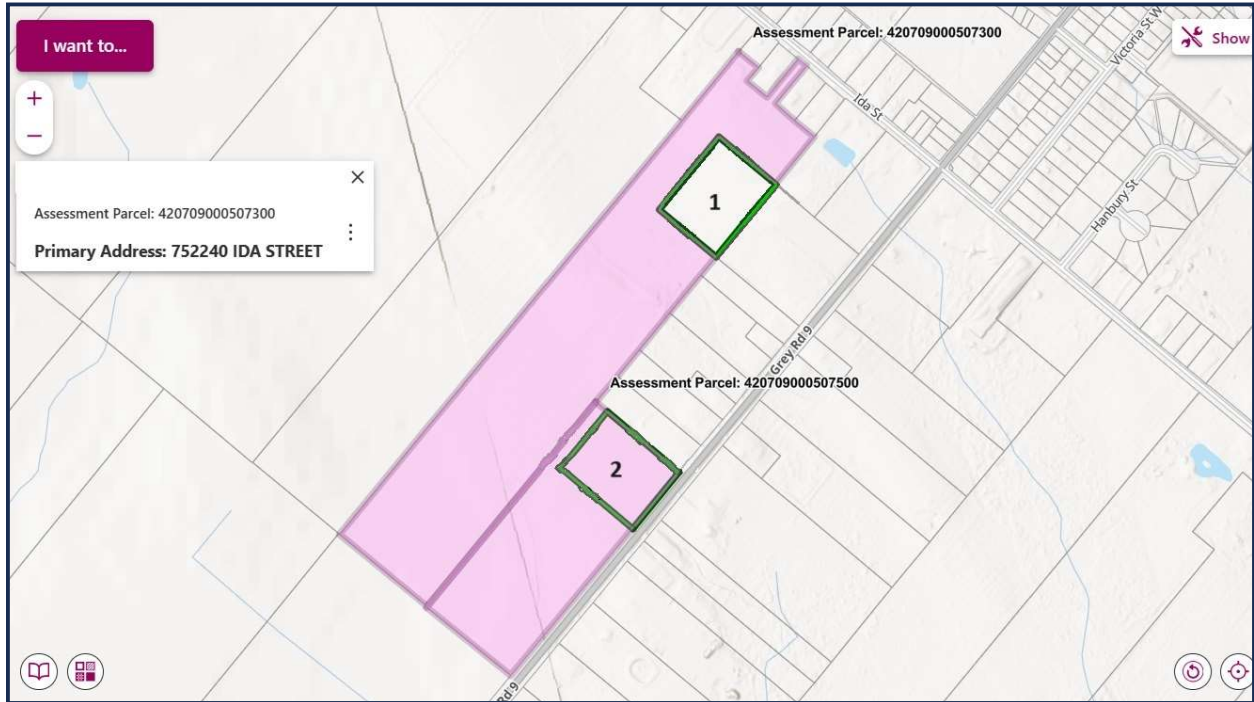 I want to...
Assessment Parcel: 420709000507300
Show
Victoria St W
Ida St
+
−
Assessment Parcel: 420709000507300
Primary Address: 752240 IDA STREET
1
Hanbury St
Grey Rd 9
Assessment Parcel: 420709000507500
2
Rd 9